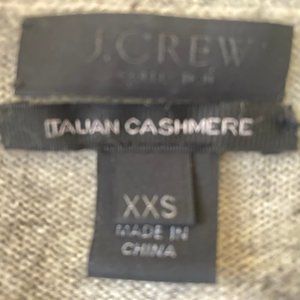 J.CREW
ITALIAN CASHMERE
XXS
MADE IN
CHINA